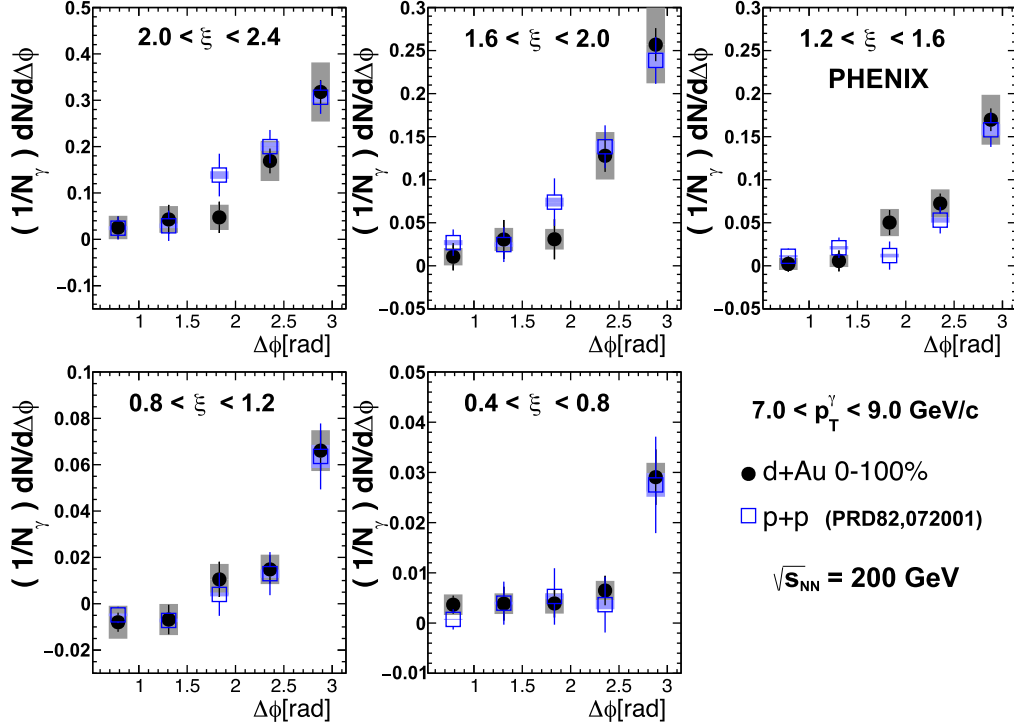 2.0 < ξ < 2.4
( 1/N_γ ) dN/dΔφ
0.5
0.4
0.3
0.2
0.1
0
−0.1
1 1.5 2 2.5 3
Δφ[rad]
1.6 < ξ < 2.0
( 1/N_γ ) dN/dΔφ
0.3
0.25
0.2
0.15
0.1
0.05
0
−0.05
1 1.5 2 2.5 3
Δφ[rad]
1.2 < ξ < 1.6
PHENIX
( 1/N_γ ) dN/dΔφ
0.3
0.25
0.2
0.15
0.1
0.05
0
−0.05
1 1.5 2 2.5 3
Δφ[rad]
0.8 < ξ < 1.2
( 1/N_γ ) dN/dΔφ
0.1
0.08
0.06
0.04
0.02
0
−0.02
1 1.5 2 2.5 3
Δφ[rad]
0.4 < ξ < 0.8
( 1/N_γ ) dN/dΔφ
0.05
0.04
0.03
0.02
0.01
0
−0.01
1 1.5 2 2.5 3
Δφ[rad]
7.0 < p_T^γ < 9.0 GeV/c
d+Au 0-100%
p+p (PRD82,072001)
√s_NN = 200 GeV